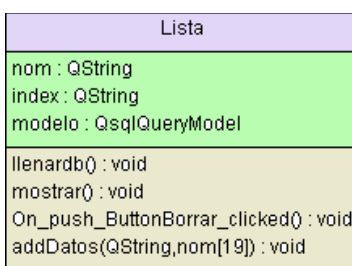 Lista
nom : QString
index : QString
modelo : QsqlQueryModel
llenardb() : void
mostrar() : void
On_push_ButtonBorrar_clicked() : void
addDatos(QString,nom[19]) : void